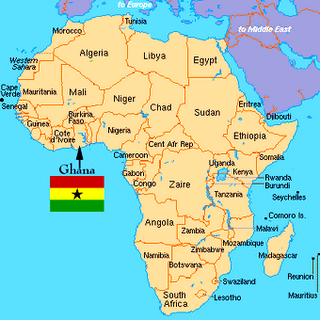 to Europe
Tunisia
Morocco
to Middle East
Algeria
Libya
Egypt
Western
Sahara
Cape
Verde
Mauritania
Mali
Niger
Chad
Sudan
Eritrea
Senegal
Djibouti
Burkina
Faso
Guinea
Nigeria
Ethiopia
Cote
d'Ivoire
Cent Afr Rep
Somalia
Cameroon
Uganda
Ghana
Gabon
Kenya
Congo
Zaire
Rwanda
Burundi
Tanzania
Seychelles
Comoro Is.
Angola
Zambia
Malawi
Mozambique
Zimbabwe
Namibia
Botswana
Madagascar
Reunion
Swaziland
Mauritius
South
Africa
Lesotho